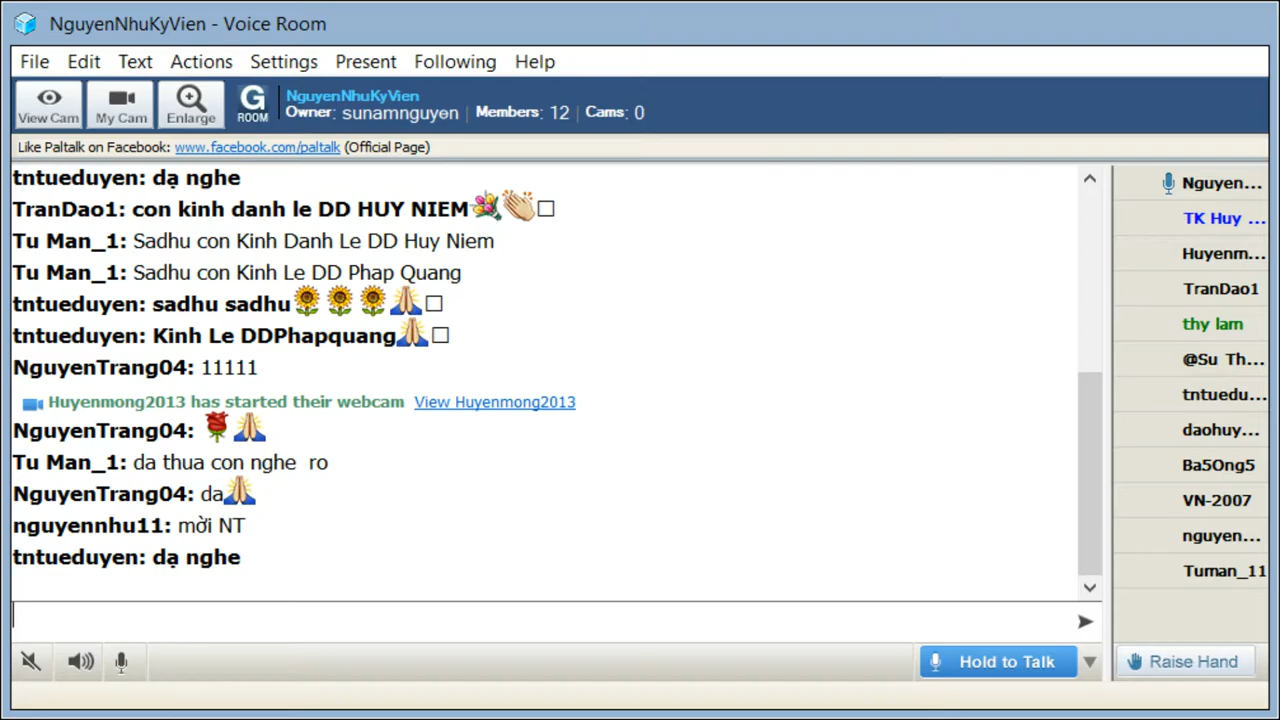 NguyenNhuKyVien - Voice Room
File Edit Text Actions Settings Present Following Help
View Cam My Cam Enlarge G ROOM
NguyenNhuKyVien
Owner: sunamnguyen | Members: 12 | Cams: 0
Like Paltalk on Facebook: www.facebook.com/paltalk (Official Page)
tntueduyen: dạ nghe
TranDao1: con kinh danh le DD HUY NIEM
Tu Man_1: Sadhu con Kinh Danh Le DD Huy Niem
Tu Man_1: Sadhu con Kinh Le DD Phap Quang
tntueduyen: sadhu sadhu
tntueduyen: Kinh Le DDPhapquang
NguyenTrang04: 11111
Huyenmong2013 has started their webcam View Huyenmong2013
NguyenTrang04:
Tu Man_1: da thua con nghe ro
NguyenTrang04: da
nguyennhu11: mời NT
tntueduyen: dạ nghe
Hold to Talk
Nguyen...
TK Huy ...
Huyenm...
TranDao1
thy lam
@Su Th...
tntuedu...
daohuy...
Ba5Ong5
VN-2007
nguyen...
Tuman_11
Raise Hand